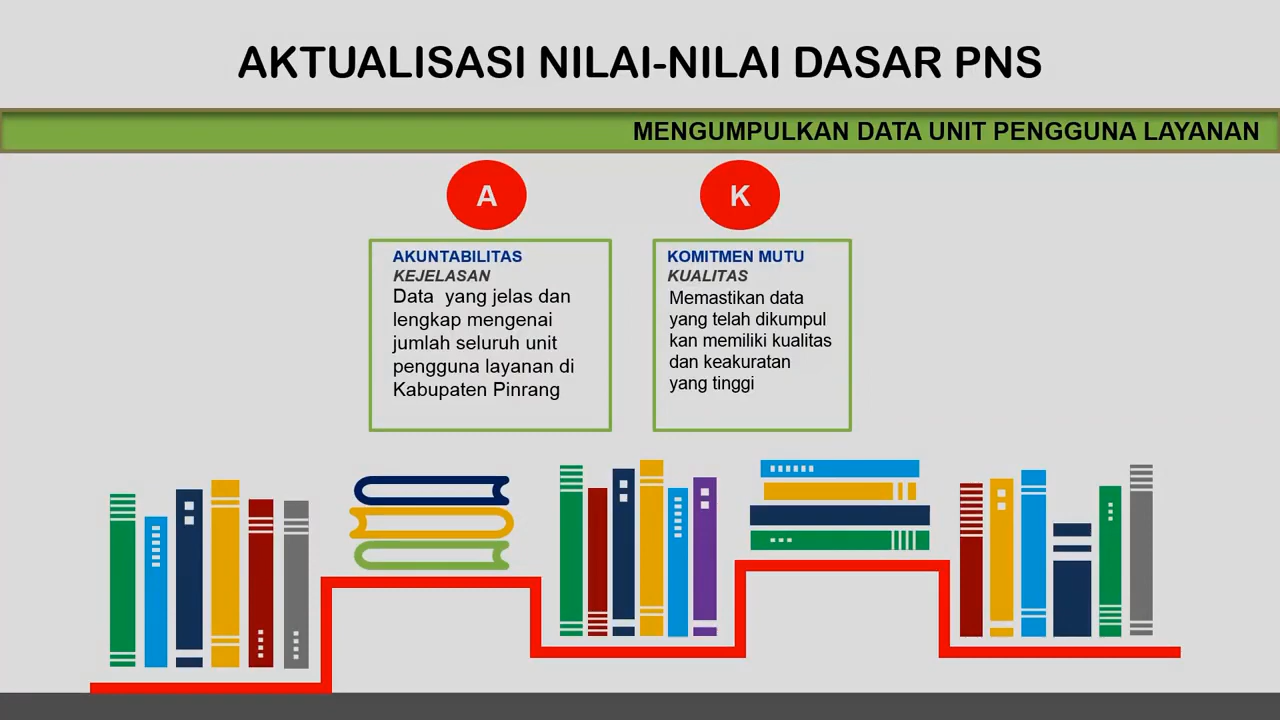 AKTUALISASI NILAI-NILAI DASAR PNS
MENGUMPULKAN DATA UNIT PENGGUNA LAYANAN
A
AKUNTABILITAS
KEJELASAN
Data yang jelas dan
lengkap mengenai
jumlah seluruh unit
pengguna layanan di
Kabupaten Pinrang
K
KOMITMEN MUTU
KUALITAS
Memastikan data
yang telah dikumpul
kan memiliki kualitas
dan keakuratan
yang tinggi